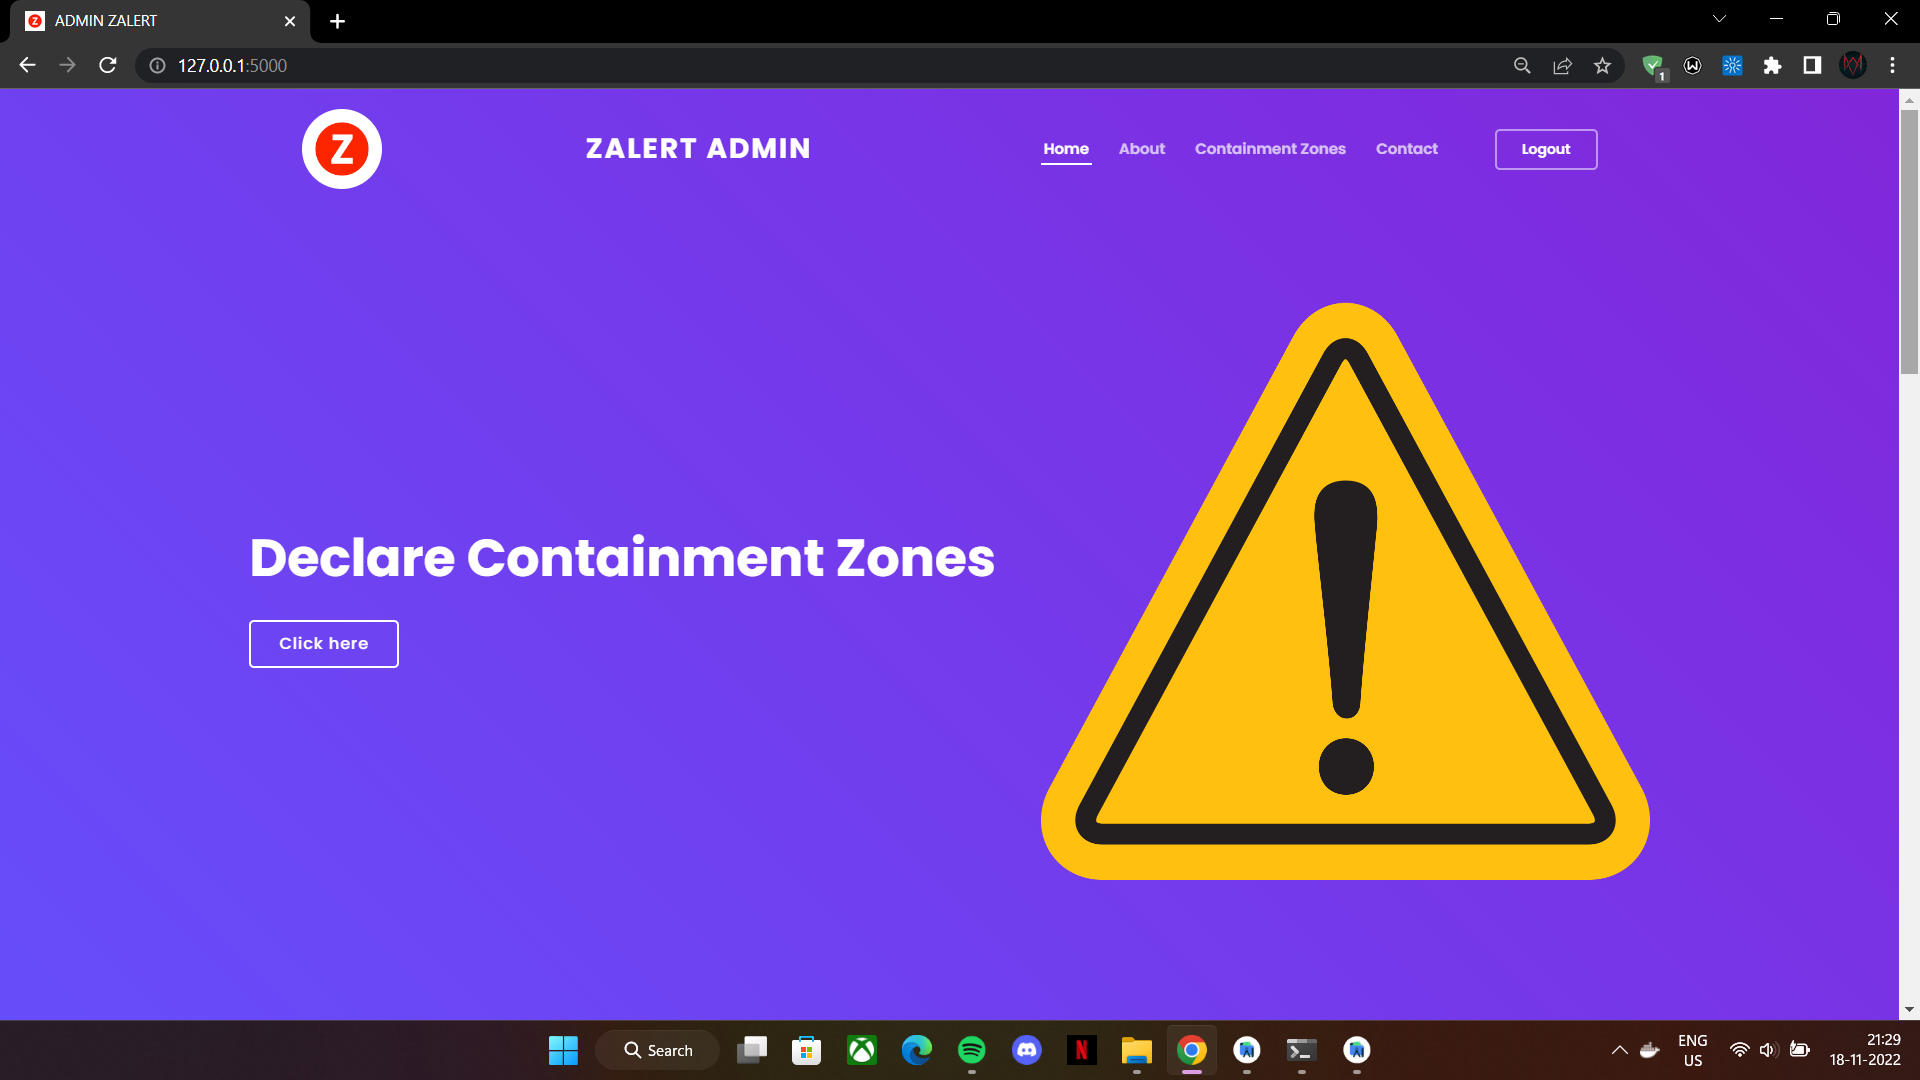 ADMIN ZALERT
127.0.0.1:5000
1
Z
ZALERT ADMIN
Home
About
Containment Zones
Contact
Logout
Declare Containment Zones
Click here
Search
ENG
US
21:29
18-11-2022